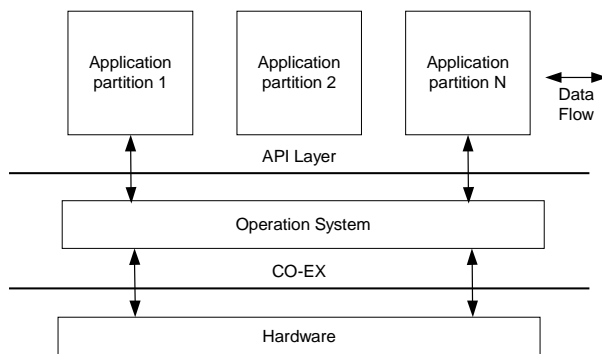 Application
partition 1
Application
partition 2
Application
partition N
Data
Flow
API Layer
Operation System
CO-EX
Hardware